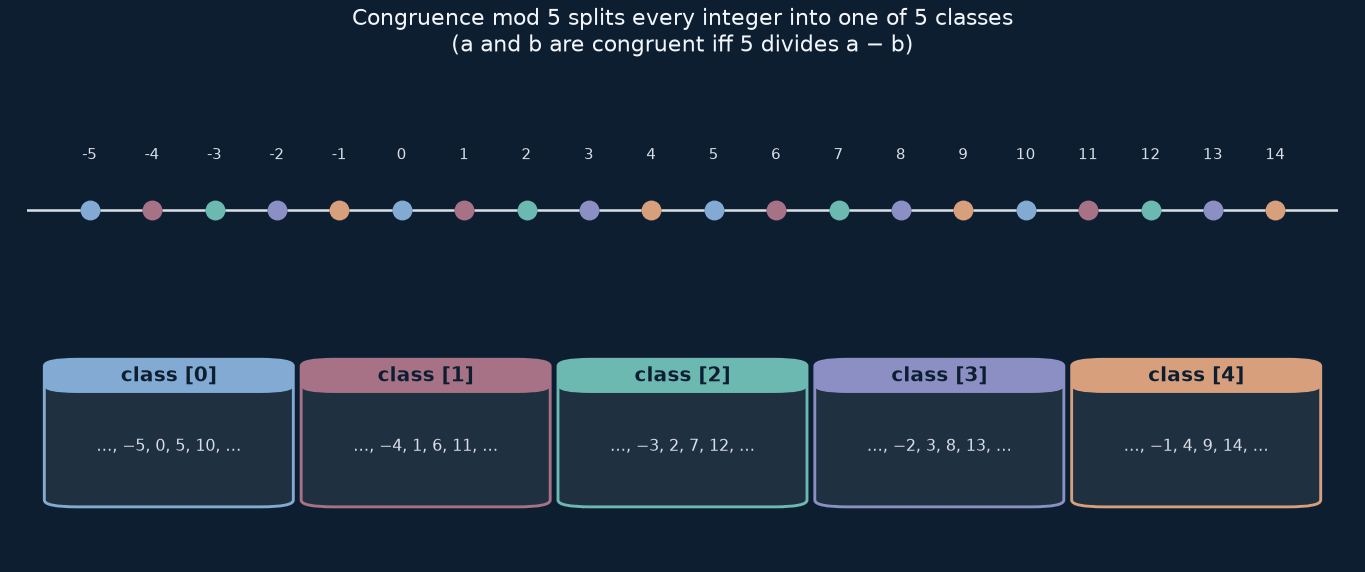 Congruence mod 5 splits every integer into one of 5 classes
(a and b are congruent iff 5 divides a − b)
-5 -4 -3 -2 -1 0 1 2 3 4 5 6 7 8 9 10 11 12 13 14
class [0] class [1] class [2] class [3] class [4]
..., −5, 0, 5, 10, ... ..., −4, 1, 6, 11, ... ..., −3, 2, 7, 12, ... ..., −2, 3, 8, 13, ... ..., −1, 4, 9, 14, ...